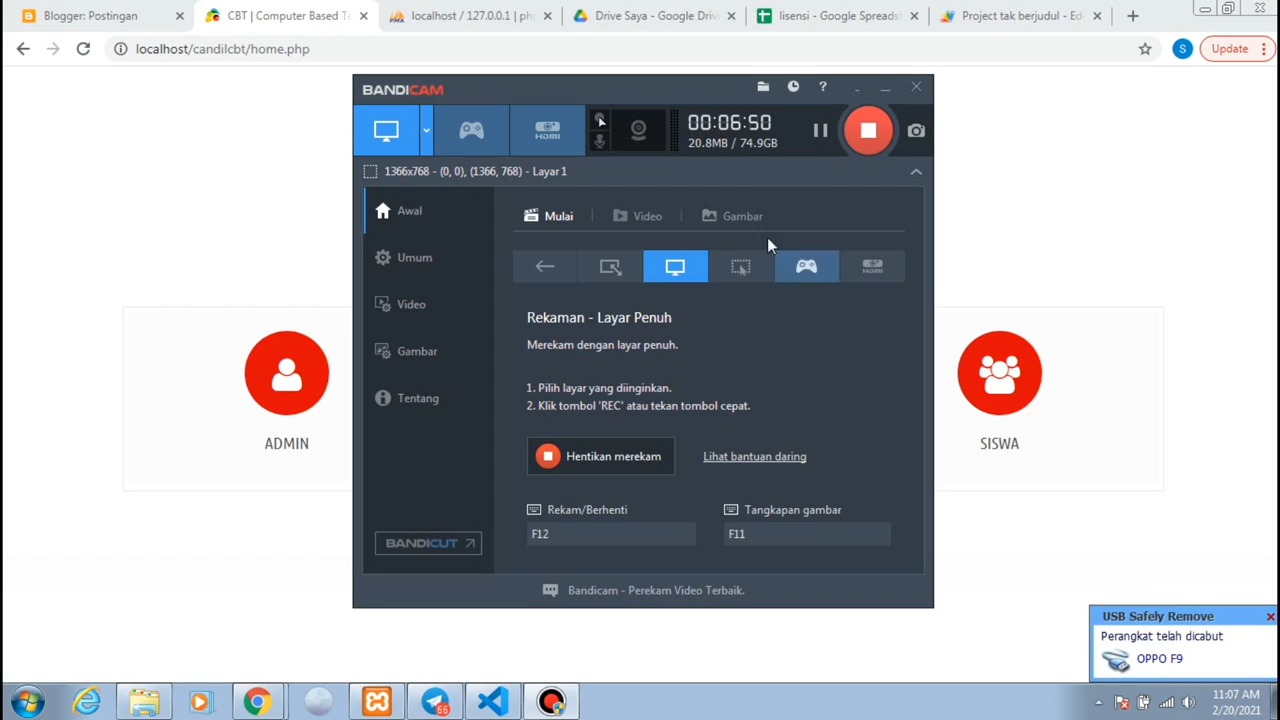 Blogger: Postingan
CBT | Computer Based Te
localhost / 127.0.0.1 | ph
Drive Saya - Google Driv
lisensi - Google Spreads
Project tak berjudul - Edi
localhost/candilcbt/home.php
S
Update
BANDICAM
HDMI
00:06:50
20.8MB / 74.9GB
1366x768 - (0, 0), (1366, 768) - Layar 1
Awal
Umum
Video
Gambar
Tentang
BANDICUT
Mulai
Video
Gambar
HDMI
Rekaman - Layar Penuh
Merekam dengan layar penuh.
1. Pilih layar yang diinginkan.
2. Klik tombol 'REC' atau tekan tombol cepat.
Hentikan merekam
Lihat bantuan daring
Rekam/Berhenti
Tangkapan gambar
F12
F11
Bandicam - Perekam Video Terbaik.
ADMIN
SISWA
USB Safely Remove
Perangkat telah dicabut
OPPO F9
66
11:07 AM
2/20/2021